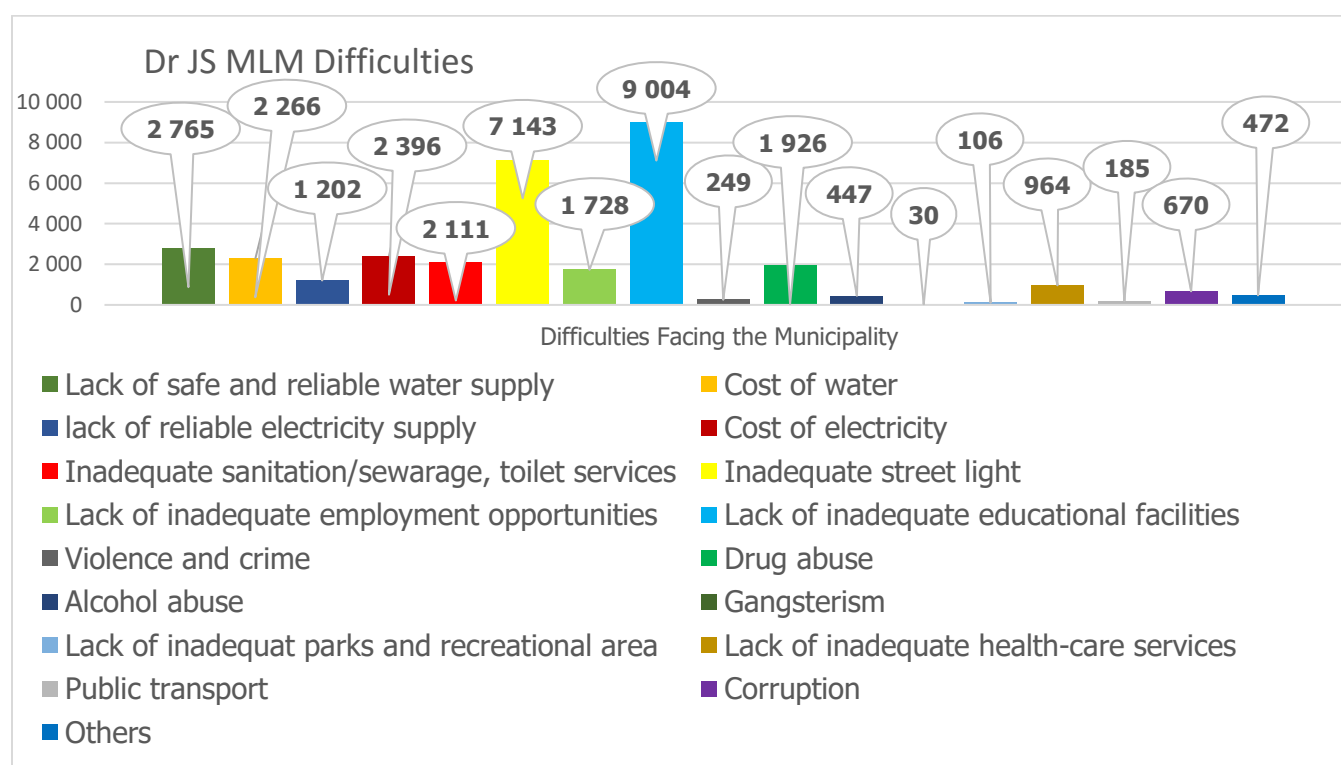 Dr JS MLM Difficulties
10 000
8 000
6 000
4 000
2 000
0
2 765
2 266
1 202
2 396
2 111
7 143
1 728
9 004
249
1 926
447
30
106
964
185
670
472
Difficulties Facing the Municipality
Lack of safe and reliable water supply
Cost of water
lack of reliable electricity supply
Cost of electricity
Inadequate sanitation/sewarage, toilet services
Inadequate street light
Lack of inadequate employment opportunities
Lack of inadequate educational facilities
Violence and crime
Drug abuse
Alcohol abuse
Gangsterism
Lack of inadequat parks and recreational area
Lack of inadequate health-care services
Public transport
Corruption
Others